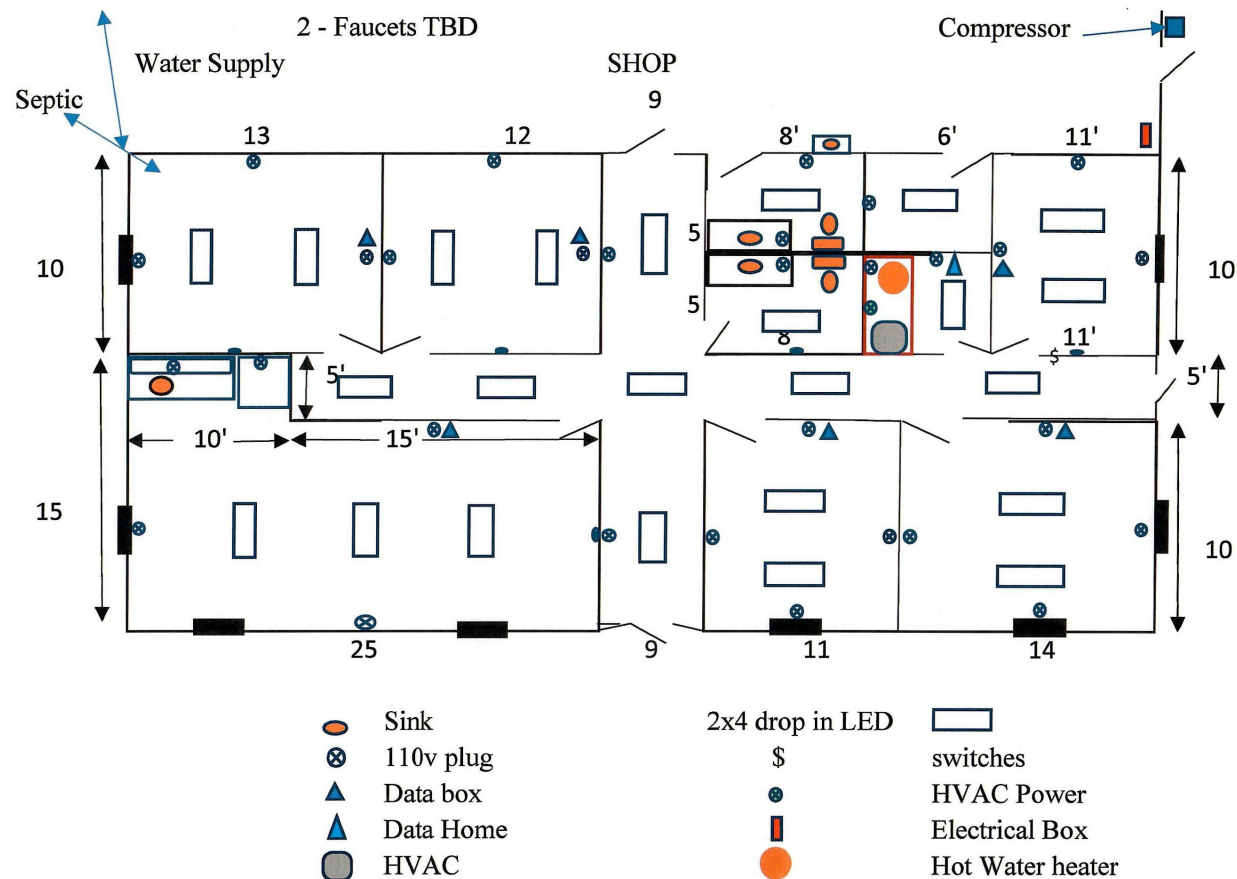 2 - Faucets TBD
Compressor
Water Supply
SHOP
Septic
9
13
12
8'
6'
11'
5
10
10
5
8
11'
$
5'
5'
10'
15'
15
10
25
9
11
14
Sink
2x4 drop in LED
110v plug
$
switches
Data box
HVAC Power
Data Home
Electrical Box
HVAC
Hot Water heater